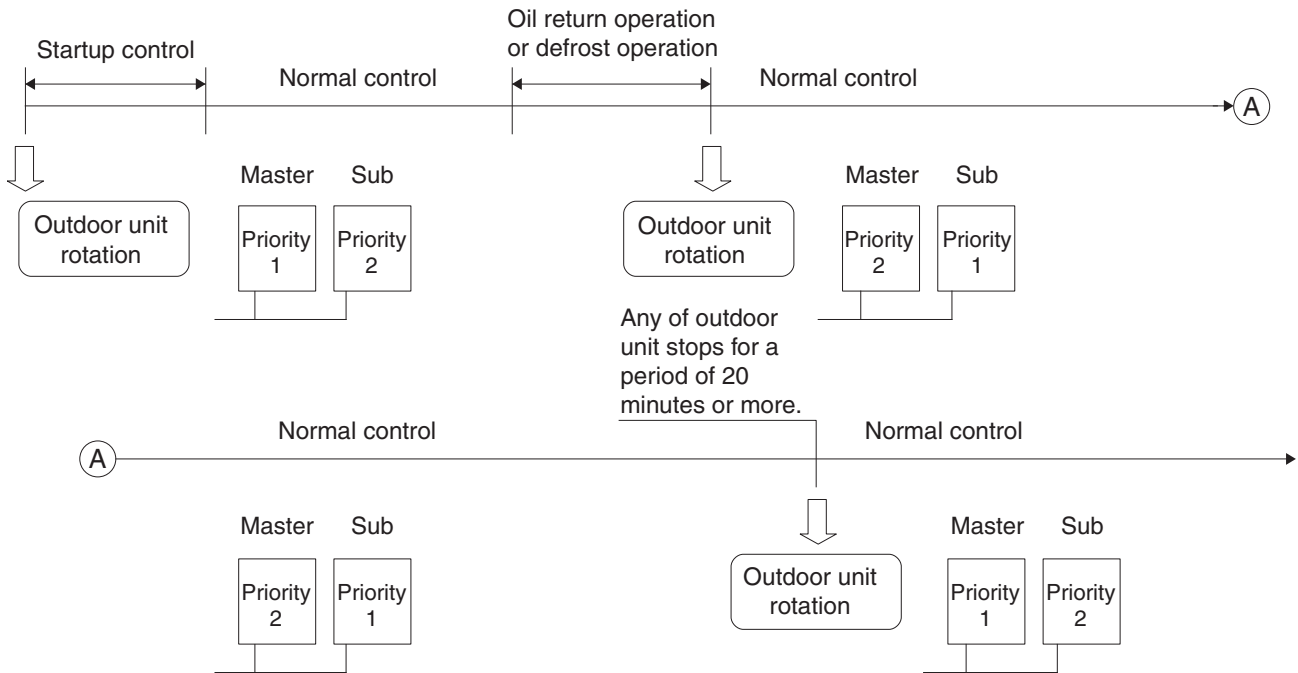 Oil return operation
or defrost operation
Startup control
Normal control
Normal control
A
Outdoor unit
rotation
Master
Sub
Priority
1
Priority
2
Outdoor unit
rotation
Master
Sub
Priority
2
Priority
1
Any of outdoor
unit stops for a
period of 20
minutes or more.
A
Normal control
Normal control
Master
Sub
Priority
2
Priority
1
Outdoor unit
rotation
Master
Sub
Priority
1
Priority
2